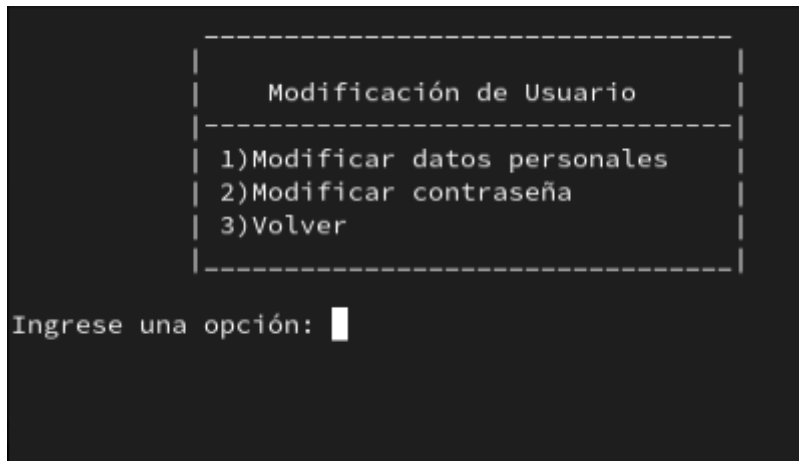 Modificación de Usuario
1)Modificar datos personales
2)Modificar contraseña
3)Volver
Ingrese una opción: